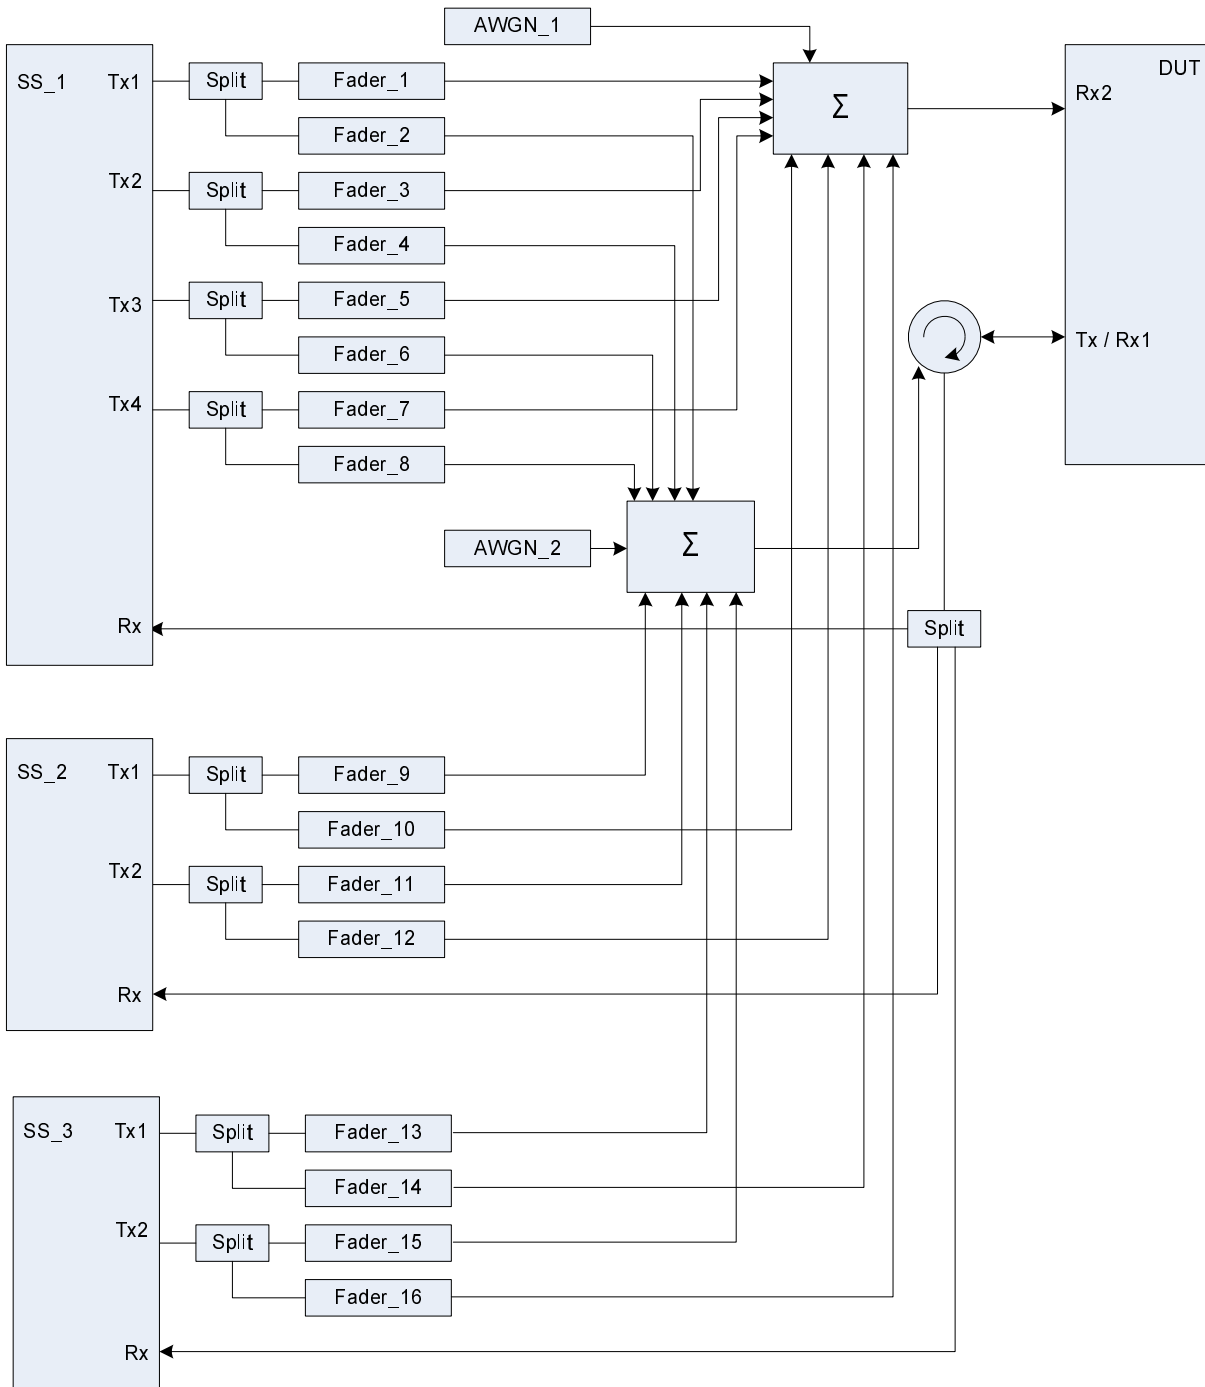 AWGN_1
SS_1
Tx1
Split
Fader_1
Σ
DUT
Rx2
Fader_2
Tx2
Split
Fader_3
Fader_4
Tx3
Split
Fader_5
Fader_6
Tx / Rx1
Tx4
Split
Fader_7
Fader_8
AWGN_2
Σ
Rx
Split
SS_2
Tx1
Split
Fader_9
Fader_10
Tx2
Split
Fader_11
Fader_12
Rx
SS_3
Tx1
Split
Fader_13
Fader_14
Tx2
Split
Fader_15
Fader_16
Rx